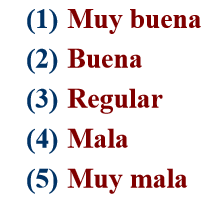 (1) Muy buena
(2) Buena
(3) Regular
(4) Mala
(5) Muy mala